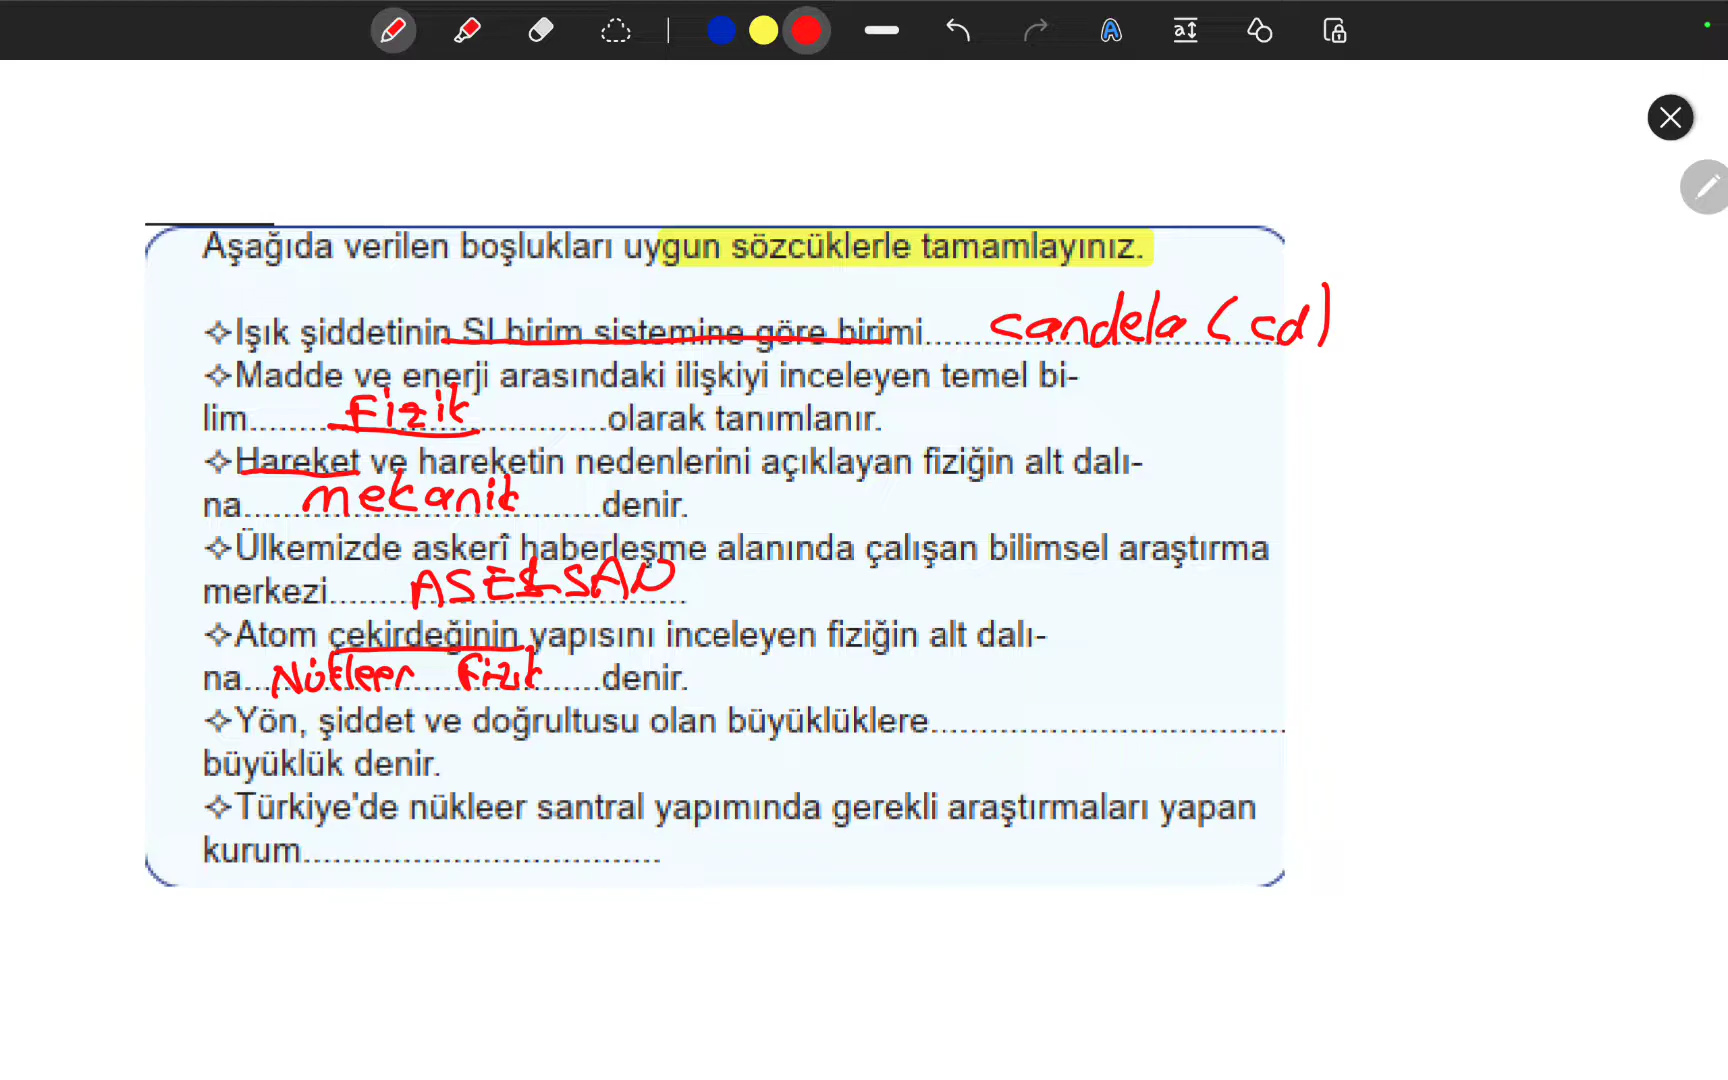 Aşağıda verilen boşlukları uygun sözcüklerle tamamlayınız.
✧Işık şiddetinin SI birim sistemine göre birimi.................................... candela (cd)
✧Madde ve enerji arasındaki ilişkiyi inceleyen temel bi-
lim........ Fizik ............olarak tanımlanır.
✧Hareket ve hareketin nedenlerini açıklayan fiziğin alt dalı-
na...... mekanik ........denir.
✧Ülkemizde askerî haberleşme alanında çalışan bilimsel araştırma
merkezi........ ASELSAN
✧Atom çekirdeğinin yapısını inceleyen fiziğin alt dalı-
na... Nükleer Fizik ......denir.
✧Yön, şiddet ve doğrultusu olan büyüklüklere....................................
büyüklük denir.
✧Türkiye'de nükleer santral yapımında gerekli araştırmaları yapan
kurum....................................